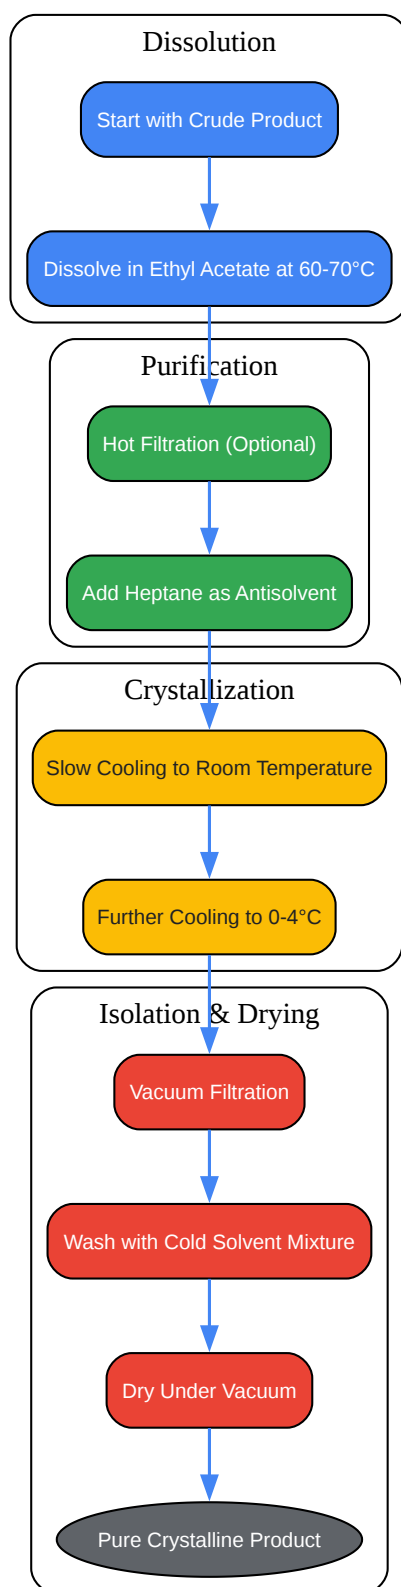 Dissolution
Start with Crude Product
Dissolve in Ethyl Acetate at 60-70°C
Purification
Hot Filtration (Optional)
Add Heptane as Antisolvent
Crystallization
Slow Cooling to Room Temperature
Further Cooling to 0-4°C
Isolation & Drying
Vacuum Filtration
Wash with Cold Solvent Mixture
Dry Under Vacuum
Pure Crystalline Product